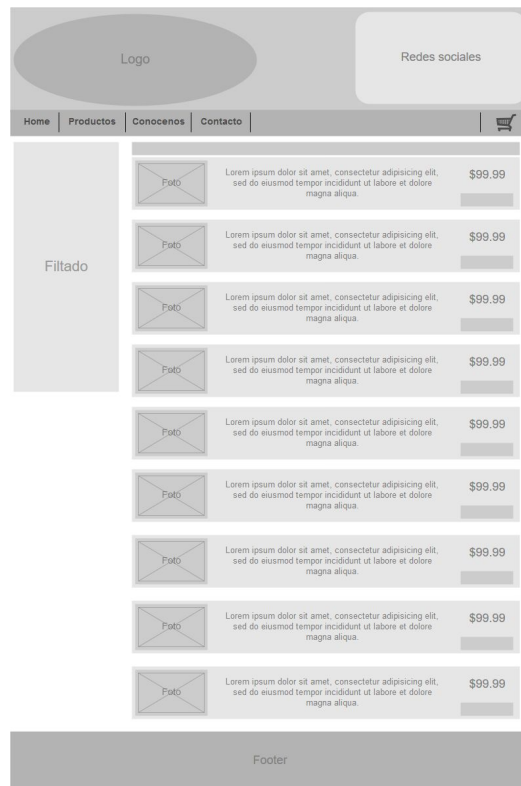 Logo
Redes sociales
Home Productos Conocenos Contacto
Filtado
Foto
Lorem ipsum dolor sit amet, consectetur adipisicing elit,
sed do eiusmod tempor incididunt ut labore et dolore
magna aliqua.
$99.99
Foto
Lorem ipsum dolor sit amet, consectetur adipisicing elit,
sed do eiusmod tempor incididunt ut labore et dolore
magna aliqua.
$99.99
Foto
Lorem ipsum dolor sit amet, consectetur adipisicing elit,
sed do eiusmod tempor incididunt ut labore et dolore
magna aliqua.
$99.99
Foto
Lorem ipsum dolor sit amet, consectetur adipisicing elit,
sed do eiusmod tempor incididunt ut labore et dolore
magna aliqua.
$99.99
Foto
Lorem ipsum dolor sit amet, consectetur adipisicing elit,
sed do eiusmod tempor incididunt ut labore et dolore
magna aliqua.
$99.99
Foto
Lorem ipsum dolor sit amet, consectetur adipisicing elit,
sed do eiusmod tempor incididunt ut labore et dolore
magna aliqua.
$99.99
Foto
Lorem ipsum dolor sit amet, consectetur adipisicing elit,
sed do eiusmod tempor incididunt ut labore et dolore
magna aliqua.
$99.99
Foto
Lorem ipsum dolor sit amet, consectetur adipisicing elit,
sed do eiusmod tempor incididunt ut labore et dolore
magna aliqua.
$99.99
Foto
Lorem ipsum dolor sit amet, consectetur adipisicing elit,
sed do eiusmod tempor incididunt ut labore et dolore
magna aliqua.
$99.99
Footer